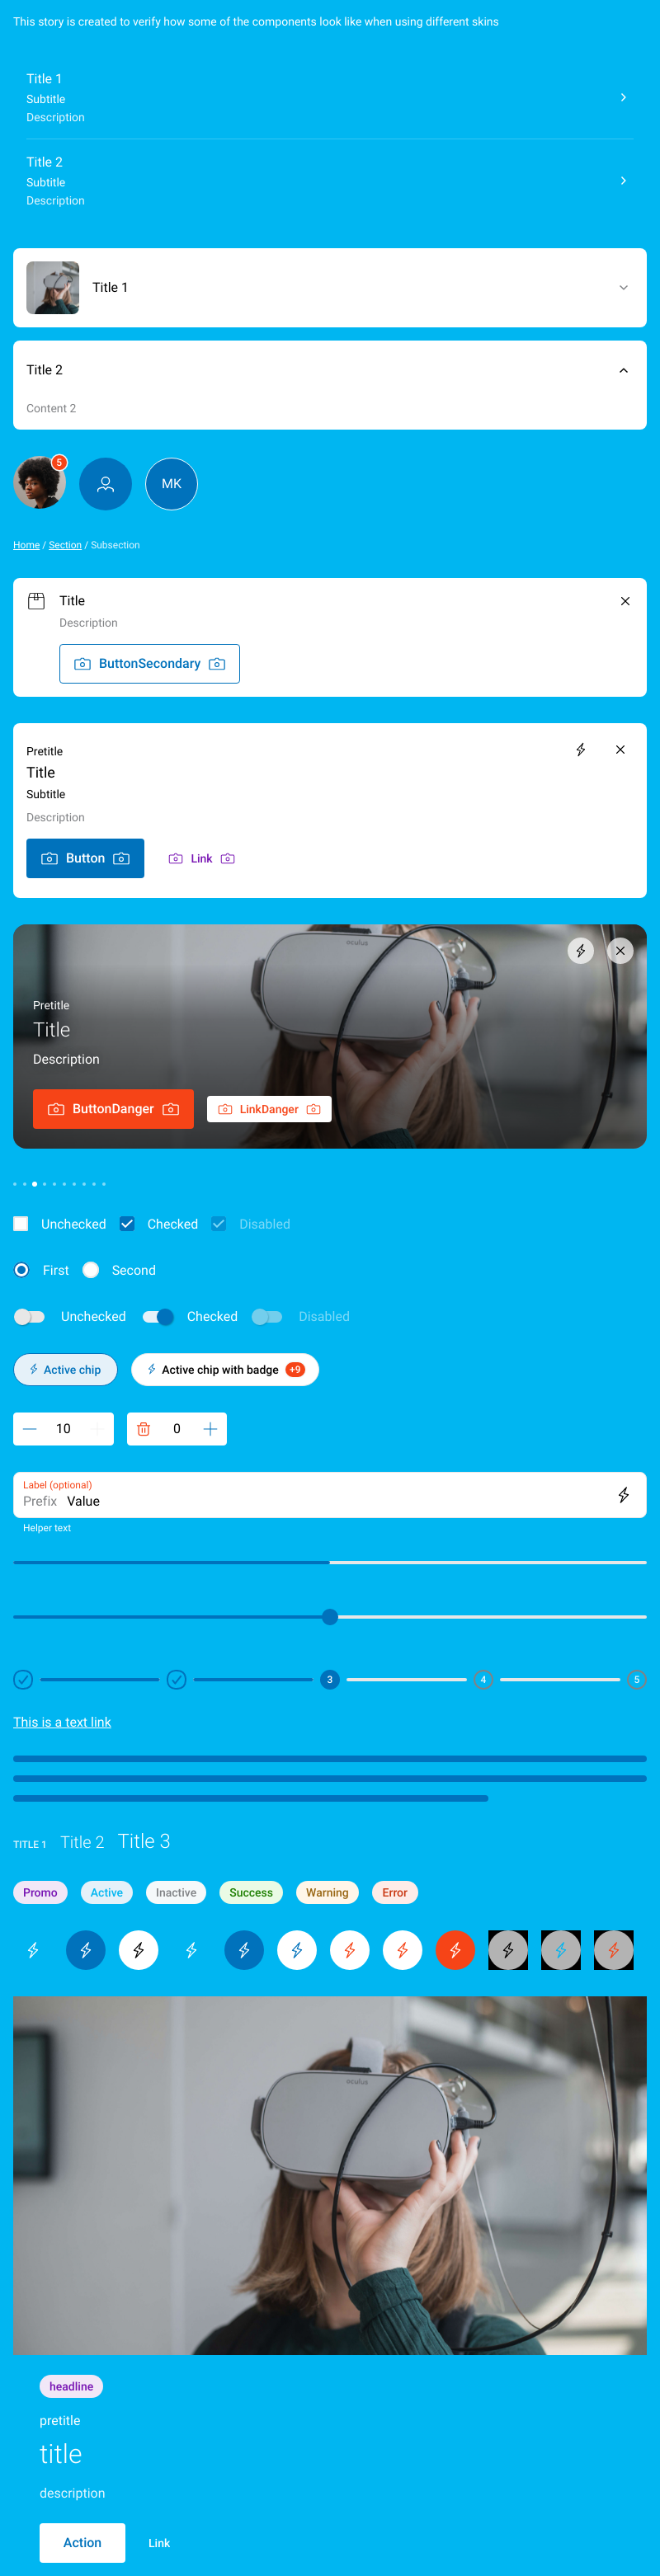 This story is created to verify how some of the components look like when using different skins
Title 1
Subtitle
Description
Title 2
Subtitle
Description
Title 1
Title 2
Content 2
5
MK
Home / Section / Subsection
Title
Description
ButtonSecondary
Pretitle
Title
Subtitle
Description
Button Link
oculus
Pretitle
Title
Description
ButtonDanger LinkDanger
Unchecked Checked Disabled
First Second
Unchecked Checked Disabled
Active chip Active chip with badge +9
10 0
Label (optional)
Prefix Value
Helper text
3 4 5
This is a text link
TITLE 1 Title 2 Title 3
Promo Active Inactive Success Warning Error
oculus
headline
pretitle
title
description
Action Link